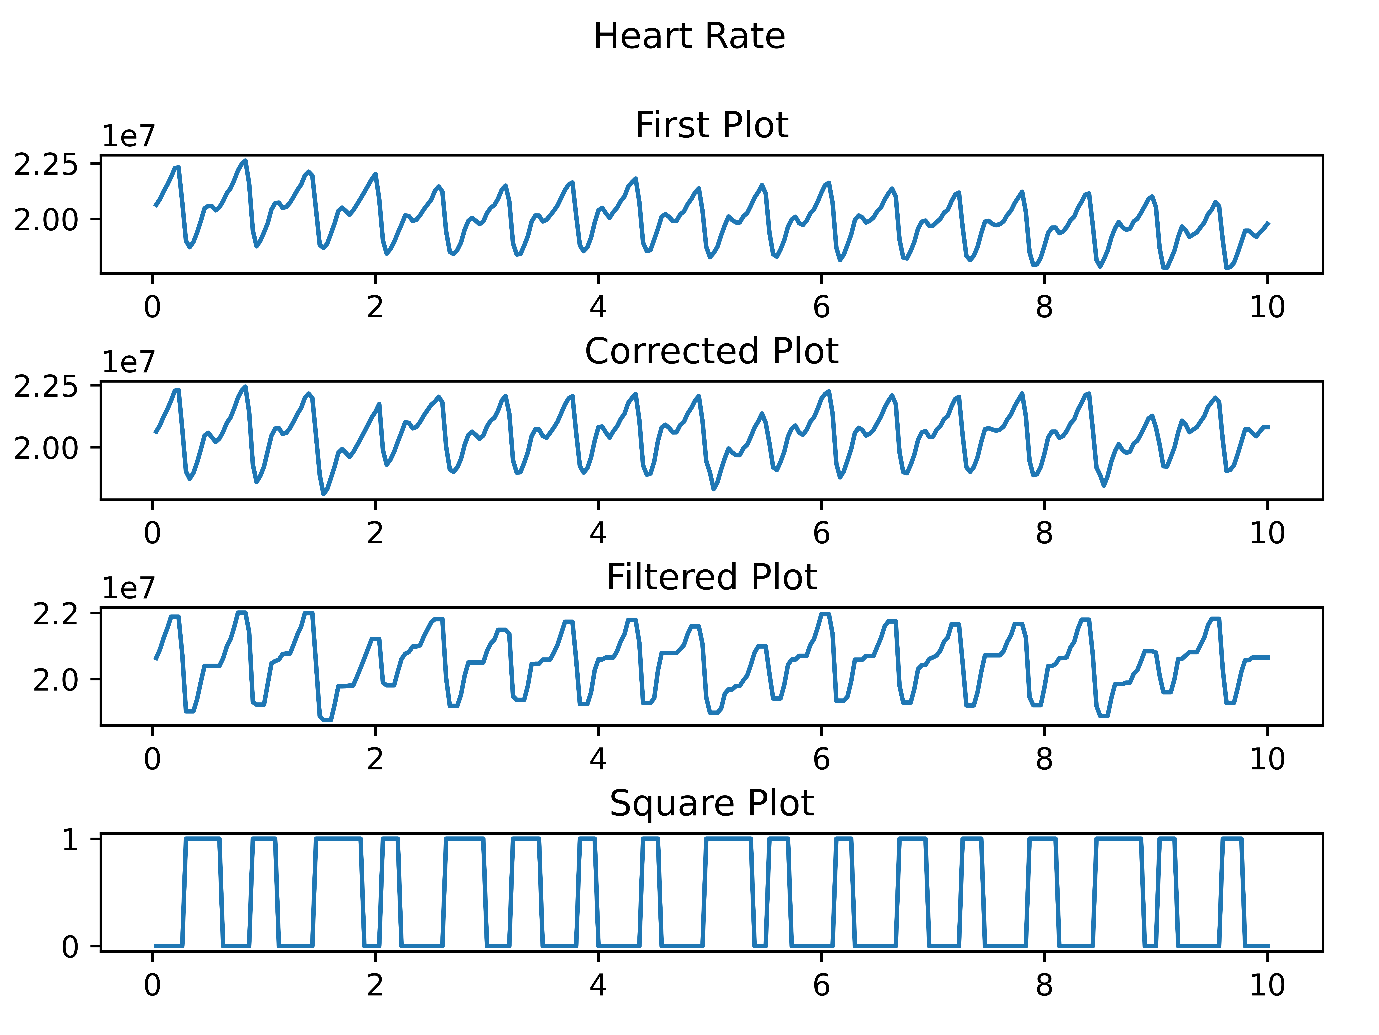 Heart Rate
First Plot
1e7
2.25
2.00
0 2 4 6 8 10
Corrected Plot
1e7
2.25
2.00
0 2 4 6 8 10
Filtered Plot
1e7
2.2
2.0
0 2 4 6 8 10
Square Plot
1
0
0 2 4 6 8 10